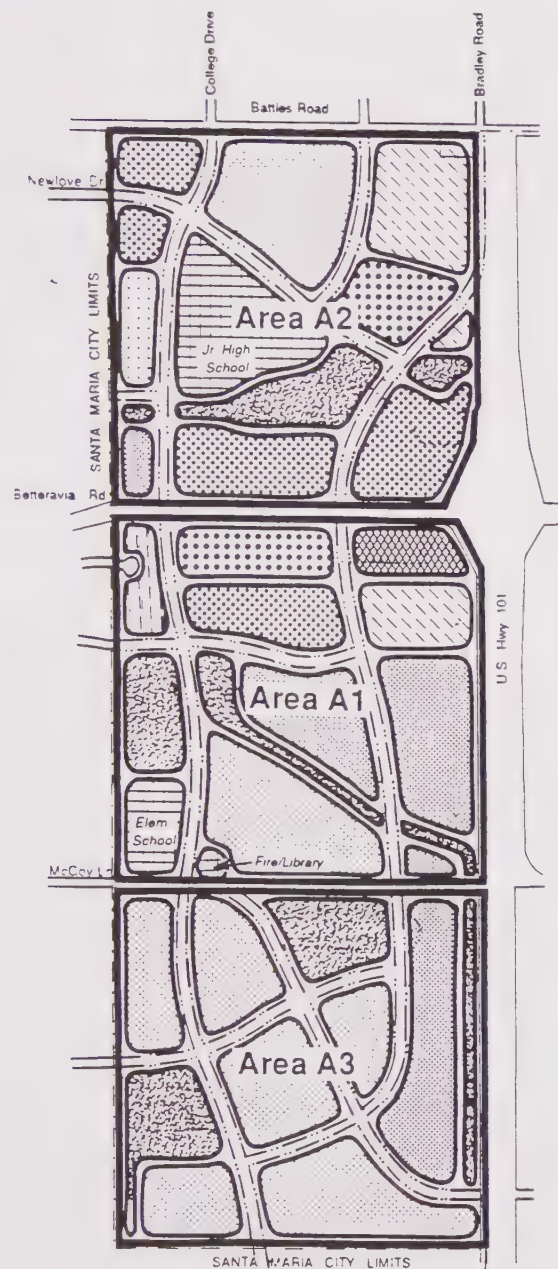 College Drive
Bradley Road
Battles Road
Newlove Dr
SANTA MARIA CITY LIMITS
Area A2
Jr High
School
Betteravia Rd
U S Hwy 101
Area A1
Elem
School
Fire/Library
McCoy Ln
Area A3
SANTA MARIA CITY LIMITS